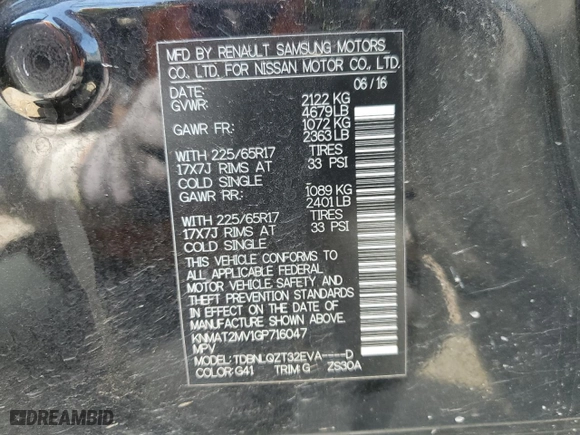 MFD BY RENAULT SAMSUNG MOTORS
CO. LTD. FOR NISSAN MOTOR CO., LTD.
DATE: 06/16
GVWR: 2122 KG
4679 LB
GAWR FR: 1072 KG
2363 LB
WITH 225/65R17 TIRES
17X7J RIMS AT 33 PSI
COLD SINGLE
GAWR RR: 1089 KG
2401 LB
WITH 225/65R17 TIRES
17X7J RIMS AT 33 PSI
COLD SINGLE
THIS VEHICLE CONFORMS TO
ALL APPLICABLE FEDERAL
MOTOR VEHICLE SAFETY AND
THEFT PREVENTION STANDARDS
IN EFFECT ON THE DATE OF
MANUFACTURE SHOWN ABOVE.
KNMAT2MV1GP716047
MPV
MODEL: TDBNLQZT32EVA----D
COLOR: G41 TRIM G ZS30A
DREAMBID